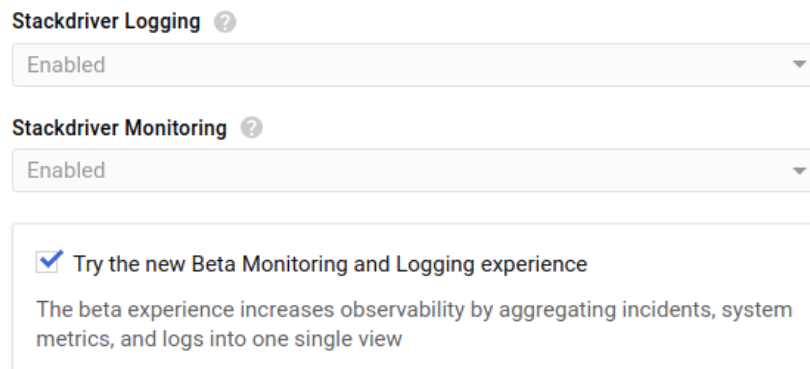 Stackdriver Logging
Enabled
Stackdriver Monitoring
Enabled
Try the new Beta Monitoring and Logging experience
The beta experience increases observability by aggregating incidents, system
metrics, and logs into one single view